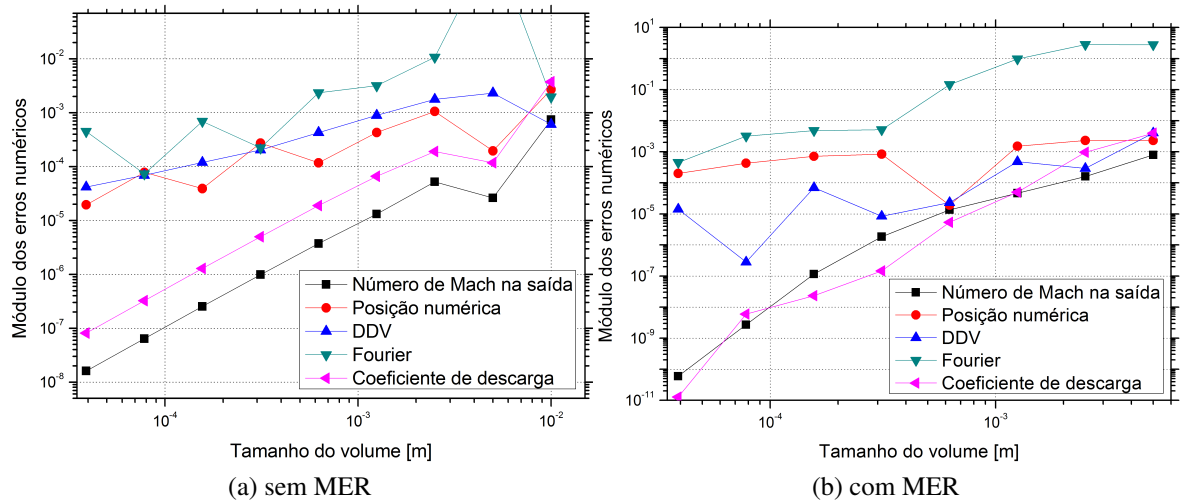 Módulo dos erros numéricos
10⁻²
10⁻³
10⁻⁴
10⁻⁵
10⁻⁶
10⁻⁷
10⁻⁸
Número de Mach na saída
Posição numérica
DDV
Fourier
Coeficiente de descarga
10⁻⁴
10⁻³
10⁻²
Tamanho do volume [m]
(a) sem MER
Módulo dos erros numéricos
10¹
10⁻¹
10⁻³
10⁻⁵
10⁻⁷
10⁻⁹
10⁻¹¹
Número de Mach na saída
Posição numérica
DDV
Fourier
Coeficiente de descarga
10⁻⁴
10⁻³
Tamanho do volume [m]
(b) com MER